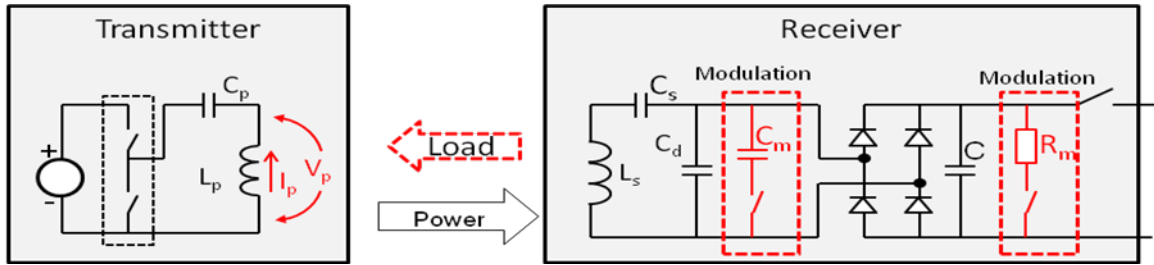 Transmitter
Receiver
Modulation
Modulation
Cp
Cs
+
-
Lp
Ip
Vp
Load
Power
Ls
Cd
Cm
C
Rm